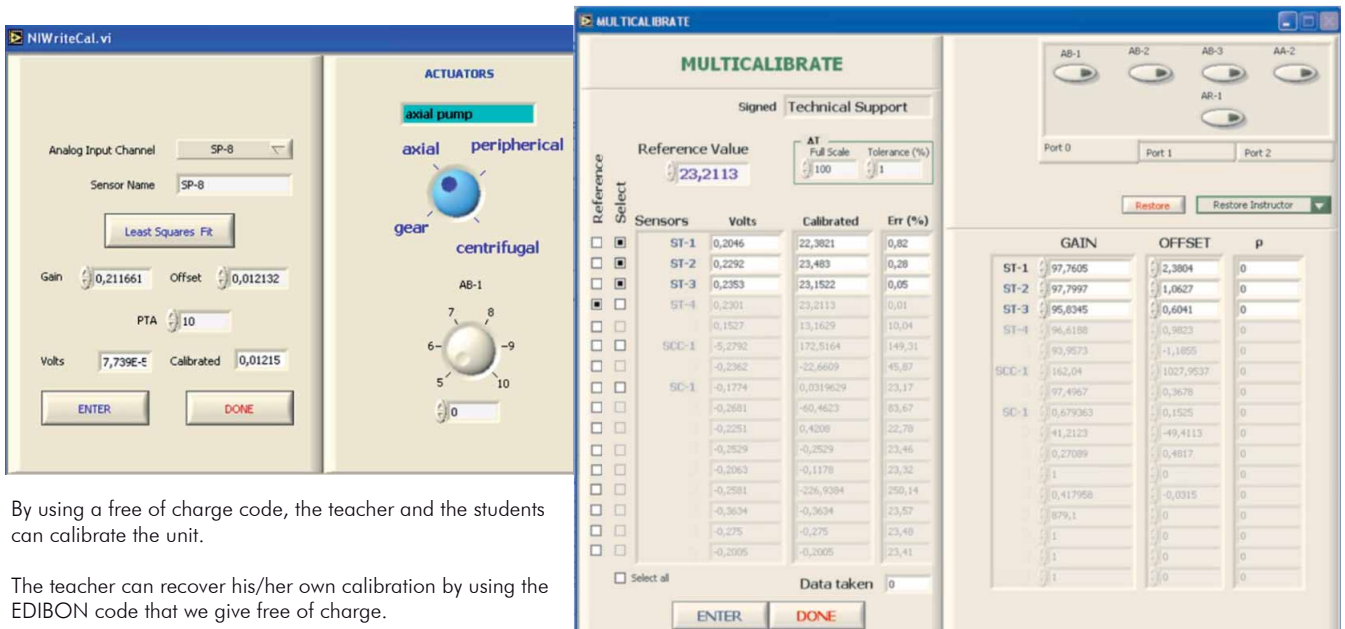 NIWriteCal.vi
Analog Input Channel SP-8
Sensor Name SP-8
Least Squares Fit
Gain 0,211661 Offset 0,012132
PTA 10
Volts 7,739E-5 Calibrated 0,01215
ENTER DONE
ACTUATORS
axial pump
axial peripherical
gear
centrifugal
AB-1
7 8
6 9
5 10
0
By using a free of charge code, the teacher and the students
can calibrate the unit.
The teacher can recover his/her own calibration by using the
EDIBON code that we give free of charge.
MULTICALIBRATE
MULTICALIBRATE
Signed Technical Support
Reference Value
23,2113
AT
Full Scale Tolerance (%)
100 1
Reference
Select
Sensors Volts Calibrated Err (%)
ST-1 0,2046 22,3821 0,82
ST-2 0,2292 23,483 0,28
ST-3 0,2353 23,1522 0,05
ST-4 0,2301 23,2113 0,01
0,1527 13,1629 10,04
SCC-1 -5,2792 172,5164 149,31
-0,2362 -22,6609 45,87
SC-1 -0,1774 0,0319629 23,17
-0,2681 -60,4623 83,67
-0,2251 0,4208 22,78
-0,2529 -0,2529 23,46
-0,2063 -0,1178 23,32
-0,2581 -226,9384 250,14
-0,3634 -0,3634 23,57
-0,275 -0,275 23,48
-0,2005 -0,2005 23,41
Select all
Data taken 0
ENTER DONE
AB-1 AB-2 AB-3 AA-2
AR-1
Port 0 Port 1 Port 2
Restore Restore Instructor
GAIN OFFSET ρ
ST-1 97,7605 2,3804 0
ST-2 97,7997 1,0627 0
ST-3 95,8345 0,6041 0
ST-4 96,6188 0,9823 0
93,9573 -1,1855 0
SCC-1 162,04 1027,9537 0
97,4967 0,3678 0
SC-1 0,679363 0,1525 0
41,2123 -49,4113 0
0,27089 0,4817 0
1 0 0
0,417958 -0,0315 0
879,1 0 0
1 0 0
1 0 0
1 0 0